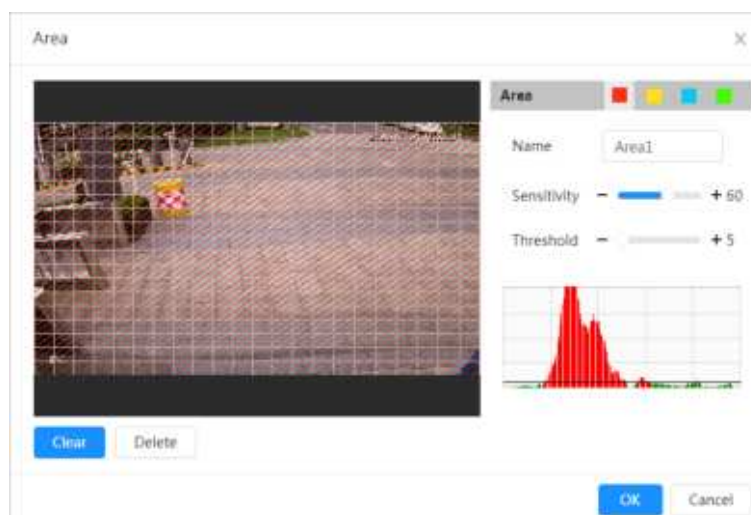 Area
Area
Name Area1
Sensitivity − + 60
Threshold − + 5
Clear Delete
OK Cancel